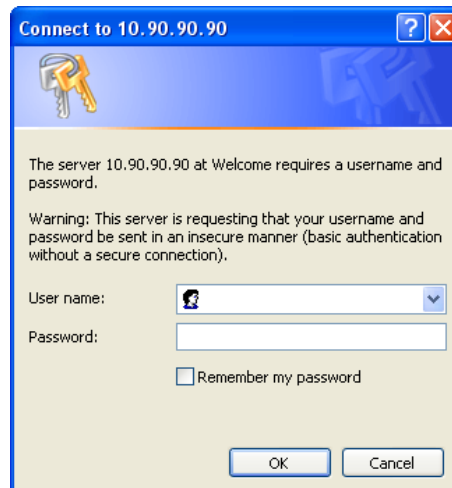 Connect to 10.90.90.90
The server 10.90.90.90 at Welcome requires a username and
password.
Warning: This server is requesting that your username and
password be sent in an insecure manner (basic authentication
without a secure connection).
User name:
Password:
Remember my password
OK Cancel